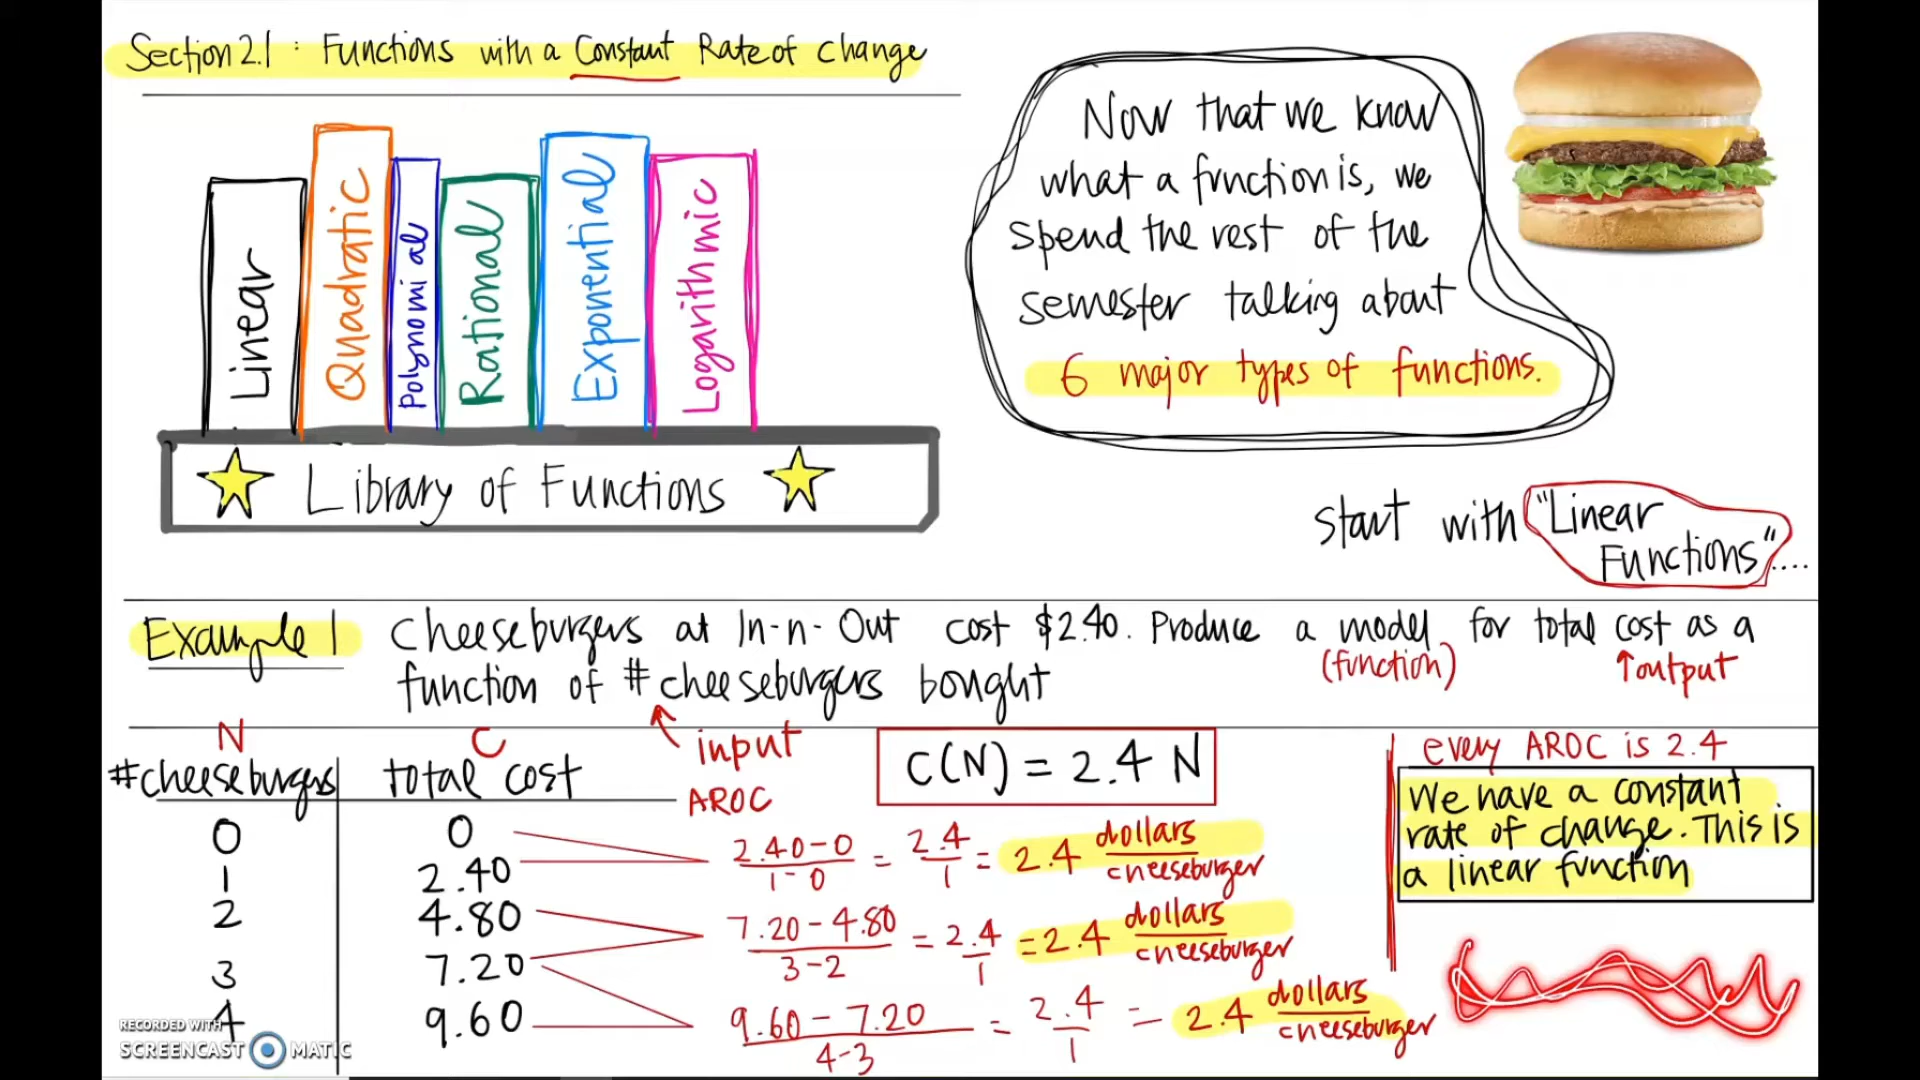 Section 2.1 : Functions with a Constant Rate of Change
Linear
Quadratic
Polynomial
Rational
Exponential
Logarithmic
Library of Functions
Now that we know
what a function is, we
spend the rest of the
semester talking about
6 major types of functions.
start with "Linear
Functions"....
Example 1
Cheeseburgers at In-n-Out cost $2.40. Produce a model for total cost as a
(function)
↑output
function of #cheeseburgers bought
input
N
C
#cheeseburgers
total cost
AROC
C(N) = 2.4 N
0
0
1
2.40
2
4.80
3
7.20
4
9.60
2.40-0 / 1-0 = 2.4 / 1 = 2.4 dollars / cheeseburger
7.20-4.80 / 3-2 = 2.4 / 1 = 2.4 dollars / cheeseburger
9.60-7.20 / 4-3 = 2.4 / 1 = 2.4 dollars / cheeseburger
every AROC is 2.4
We have a constant
rate of change. This is
a linear function
RECORDED WITH
SCREENCAST MATIC